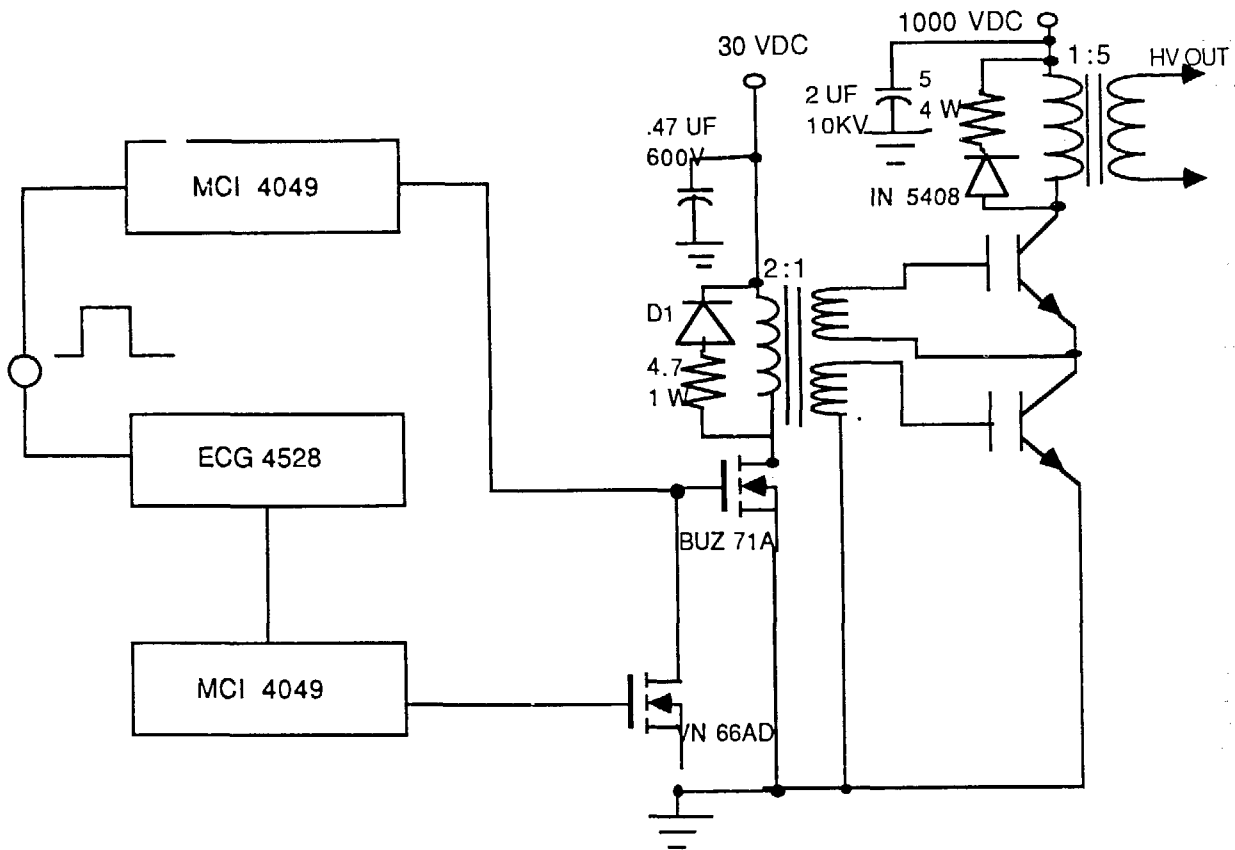 1000 VDC
30 VDC
1:5
HV OUT
2 UF
10KV
5
4 W
.47 UF
600V
MCI 4049
IN 5408
2:1
D1
4.7
1 W
ECG 4528
BUZ 71A
MCI 4049
VN 66AD